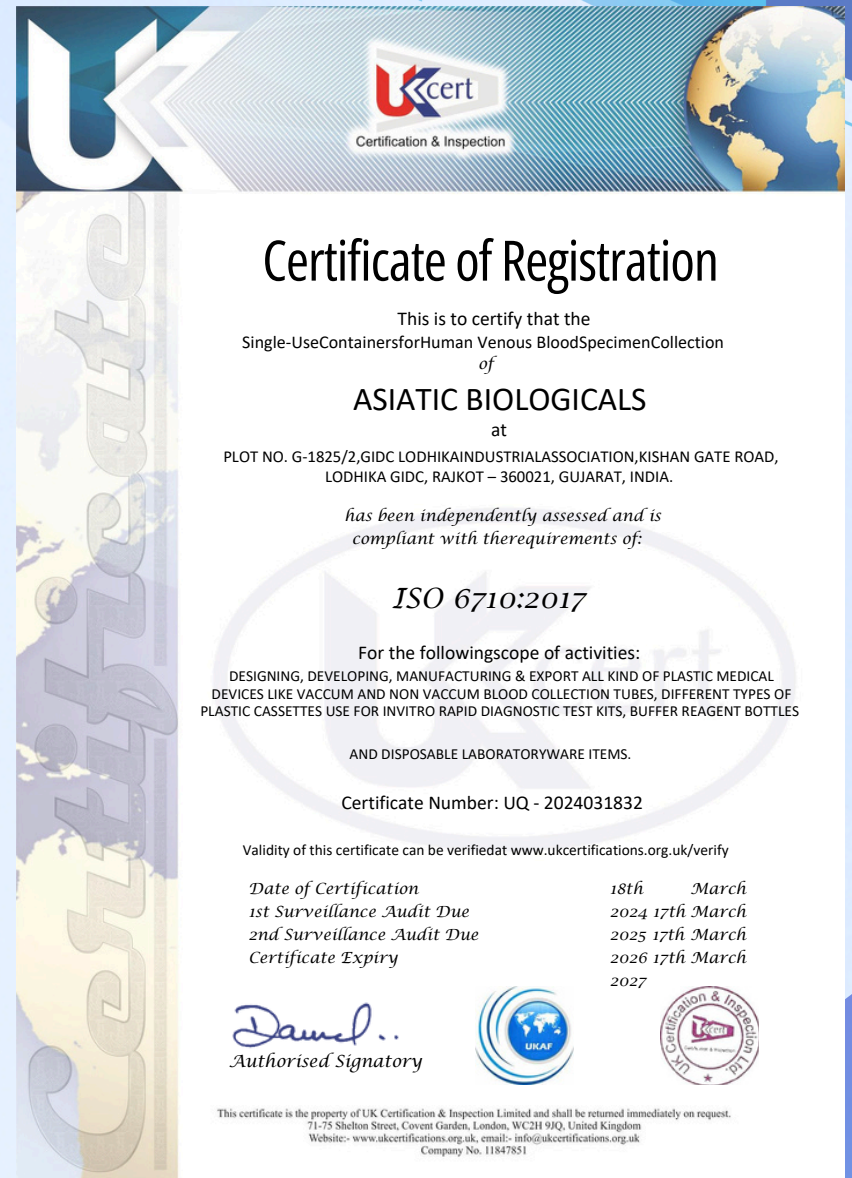 UK
UKcert
Certification & Inspection
Certificate
Certificate of Registration
This is to certify that the
Single-UseContainersforHuman Venous BloodSpecimenCollection
of
ASIATIC BIOLOGICALS
at
PLOT NO. G-1825/2,GIDC LODHIKAINDUSTRIALASSOCIATION,KISHAN GATE ROAD,
LODHIKA GIDC, RAJKOT – 360021, GUJARAT, INDIA.
has been independently assessed and is
compliant with therequirements of:
ISO 6710:2017
For the followingscope of activities:
DESIGNING, DEVELOPING, MANUFACTURING & EXPORT ALL KIND OF PLASTIC MEDICAL
DEVICES LIKE VACCUM AND NON VACCUM BLOOD COLLECTION TUBES, DIFFERENT TYPES OF
PLASTIC CASSETTES USE FOR INVITRO RAPID DIAGNOSTIC TEST KITS, BUFFER REAGENT BOTTLES
AND DISPOSABLE LABORATORYWARE ITEMS.
Certificate Number: UQ - 2024031832
Validity of this certificate can be verifiedat www.ukcertifications.org.uk/verify
Date of Certification 18th March
1st Surveillance Audit Due 2024 17th March
2nd Surveillance Audit Due 2025 17th March
Certificate Expiry 2026 17th March
2027
Authorised Signatory
UKAF
UK Certification & Inspection Ltd.
UKcert
This certificate is the property of UK Certification & Inspection Limited and shall be returned immediately on request.
71-75 Shelton Street, Covent Garden, London, WC2H 9JQ, United Kingdom
Website:- www.ukcertifications.org.uk, email:- info@ukcertifications.org.uk
Company No. 11847851